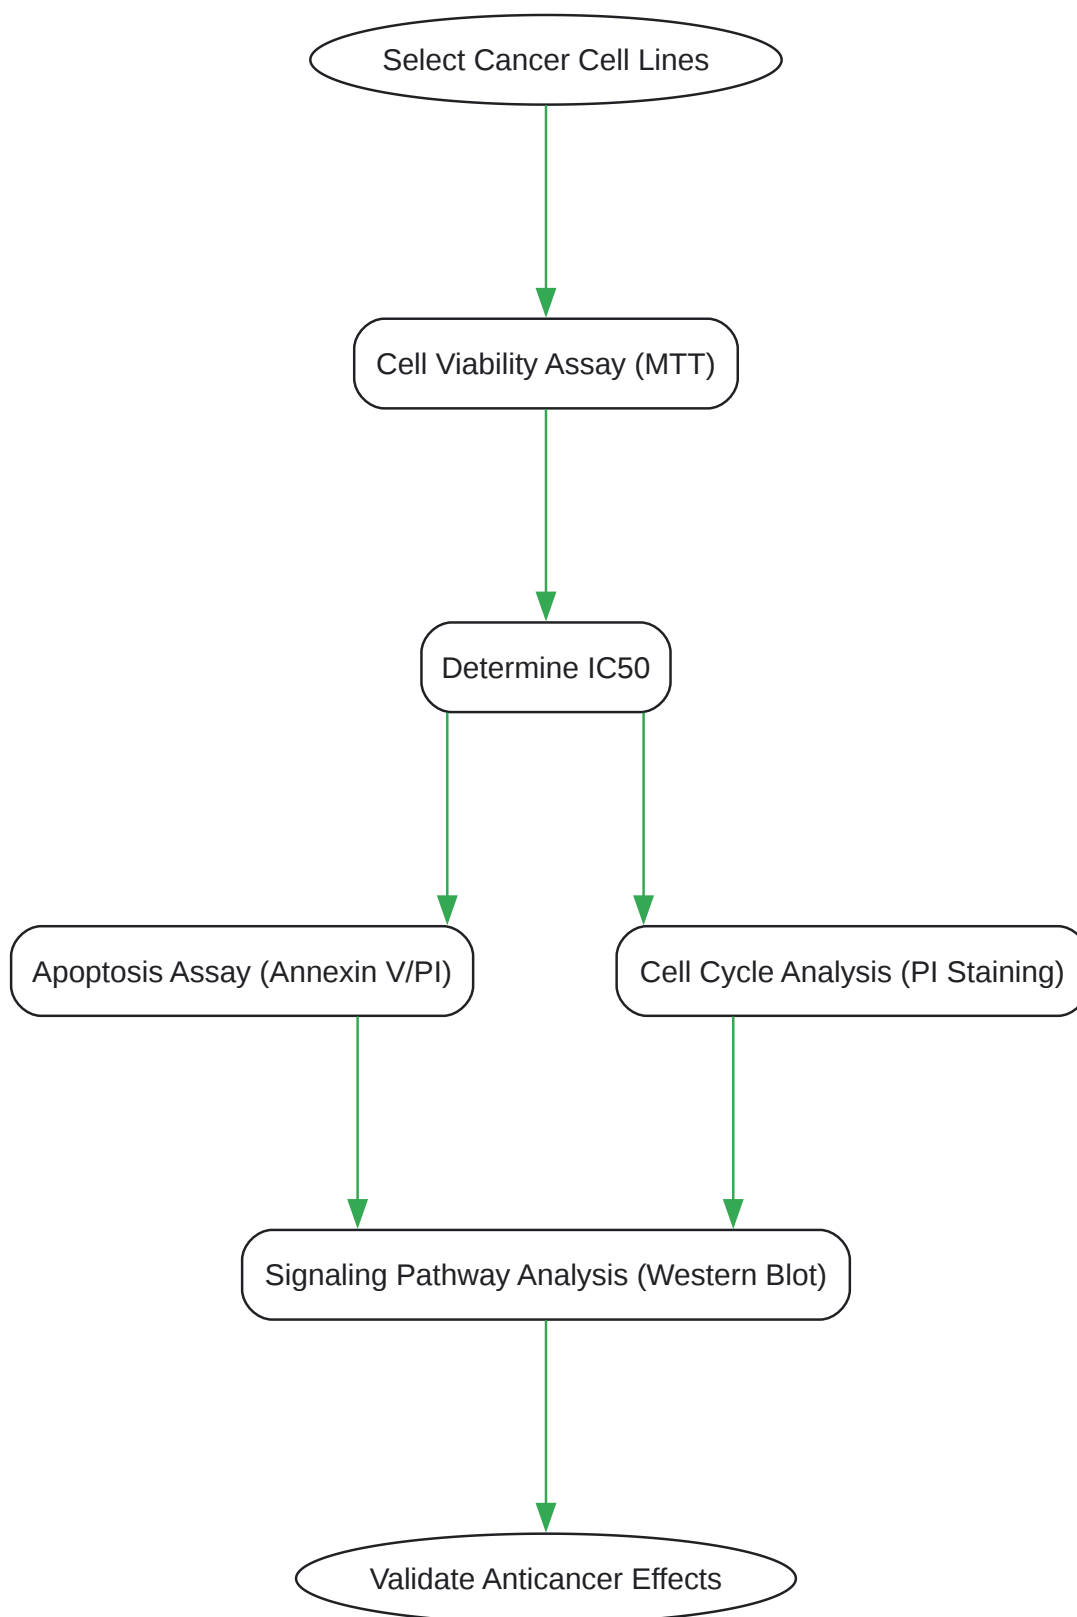 Select Cancer Cell Lines
Cell Viability Assay (MTT)
Determine IC50
Apoptosis Assay (Annexin V/PI)
Cell Cycle Analysis (PI Staining)
Signaling Pathway Analysis (Western Blot)
Validate Anticancer Effects